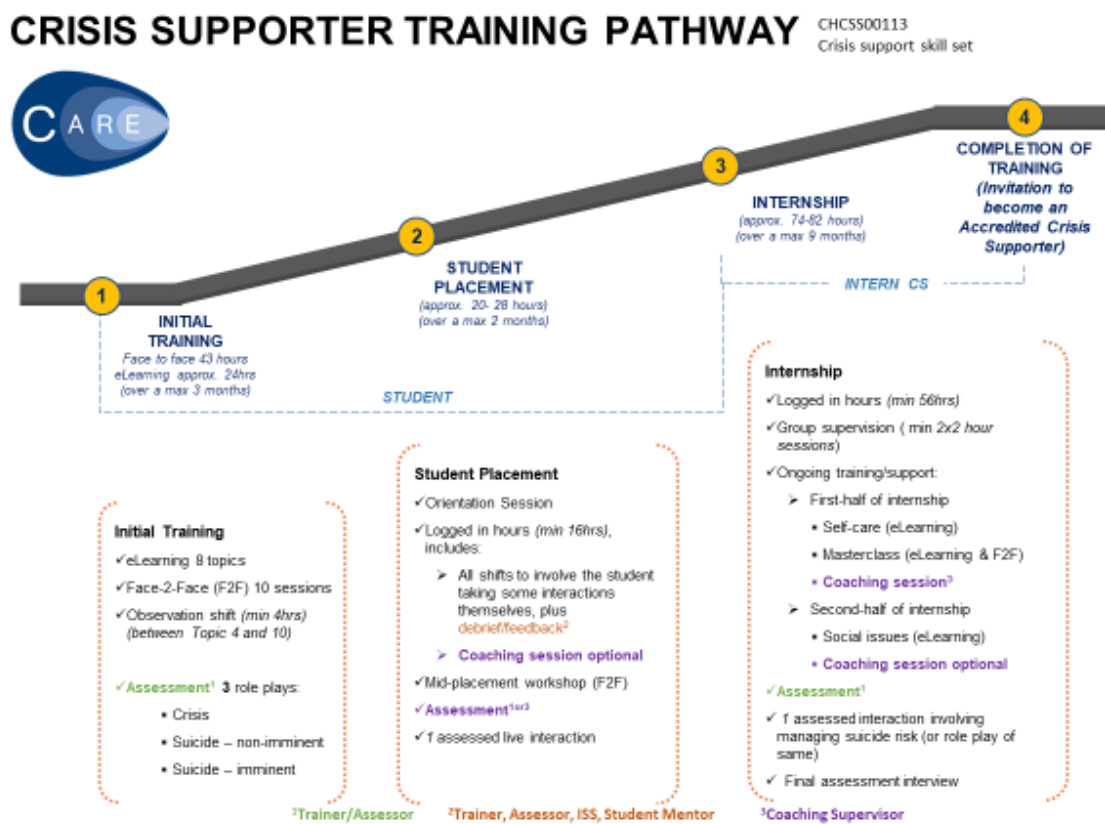 CRISIS SUPPORTER TRAINING PATHWAY
CHCSS00113
Crisis support skill set
CARE
1
INITIAL
TRAINING
Face to face 43 hours
eLearning approx. 24hrs
(over a max 3 months)
2
STUDENT
PLACEMENT
(approx. 20- 28 hours)
(over a max 2 months)
3
INTERNSHIP
(approx. 74-82 hours)
(over a max 9 months)
4
COMPLETION OF
TRAINING
(Invitation to
become an
Accredited Crisis
Supporter)
STUDENT
INTERN CS
Initial Training
✓eLearning 8 topics
✓Face-2-Face (F2F) 10 sessions
✓Observation shift (min 4hrs)
(between Topic 4 and 10)
✓Assessment¹ 3 role plays:
▪ Crisis
▪ Suicide – non-imminent
▪ Suicide – imminent
Student Placement
✓Orientation Session
✓Logged in hours (min 16hrs),
includes:
➢ All shifts to involve the student
taking some interactions
themselves, plus
debrief/feedback²
➢ Coaching session optional
✓Mid-placement workshop (F2F)
✓Assessment¹ᵒʳ³
✓1 assessed live interaction
Internship
✓Logged in hours (min 56hrs)
✓Group supervision ( min 2x2 hour
sessions)
✓Ongoing training/support:
➢ First-half of internship
▪ Self-care (eLearning)
▪ Masterclass (eLearning & F2F)
▪ Coaching session³
➢ Second-half of internship
▪ Social issues (eLearning)
▪ Coaching session optional
✓Assessment¹
✓ 1 assessed interaction involving
managing suicide risk (or role play of
same)
✓ Final assessment interview
¹Trainer/Assessor
²Trainer, Assessor, ISS, Student Mentor
³Coaching Supervisor